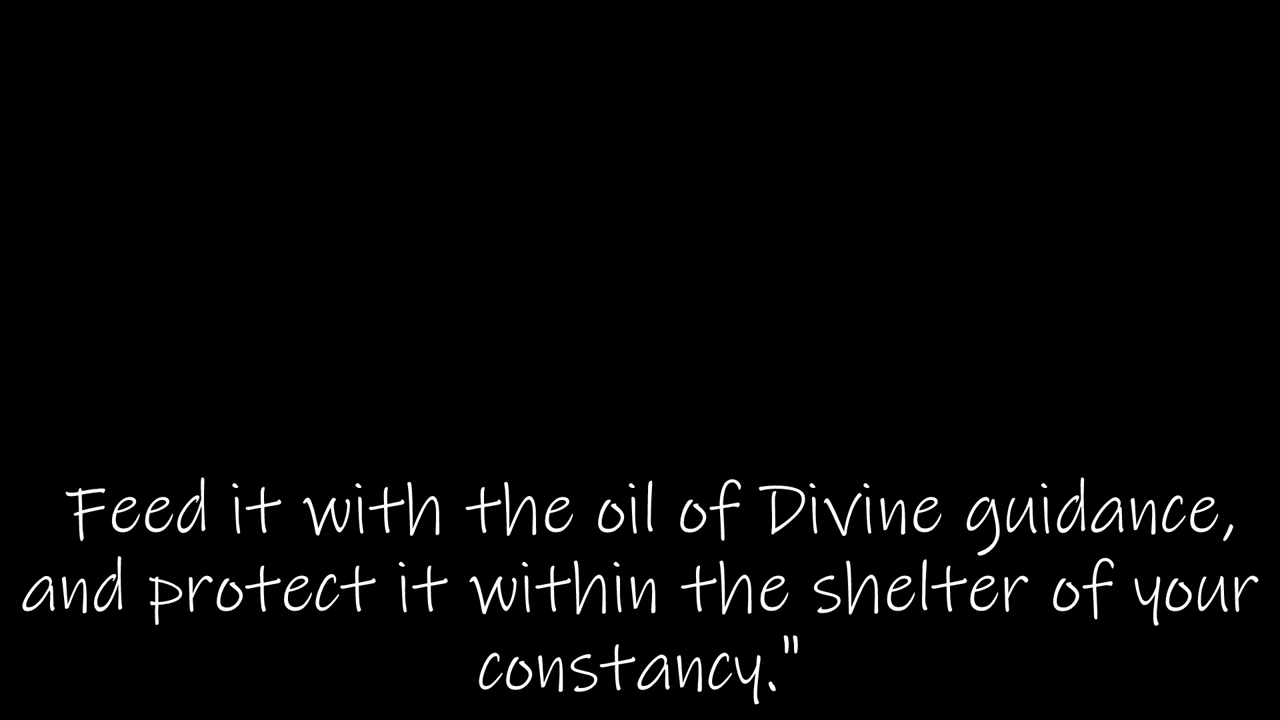 Feed it with the oil of Divine guidance,
and protect it within the shelter of your
constancy."